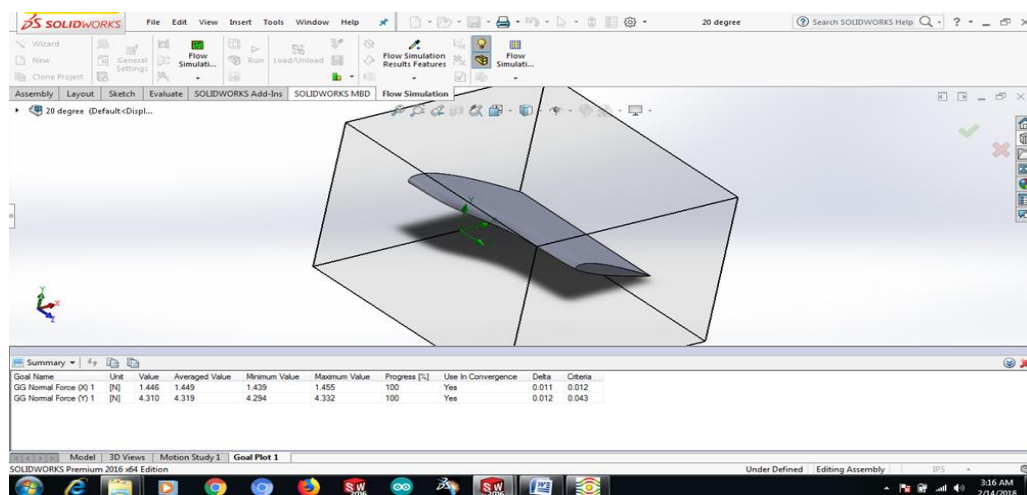 SOLIDWORKS File Edit View Insert Tools Window Help 20 degree Search SOLIDWORKS Help
Wizard
New
Clone Project
General Settings
Flow Simulati...
Run
Load/Unload
Flow Simulation Results Features
Flow Simulati...
Assembly Layout Sketch Evaluate SOLIDWORKS Add-Ins SOLIDWORKS MBD Flow Simulation
20 degree (Default<Displ...
Y
X
Z
Summary
Goal Name Unit Value Averaged Value Minimum Value Maximum Value Progress [%] Use In Convergence Delta Criteria
GG Normal Force (X) 1 [N] 1.446 1.449 1.439 1.455 100 Yes 0.011 0.012
GG Normal Force (Y) 1 [N] 4.310 4.319 4.294 4.332 100 Yes 0.012 0.043
Model 3D Views Motion Study 1 Goal Plot 1
SOLIDWORKS Premium 2016 x64 Edition Under Defined Editing Assembly IPS
3:16 AM
2/14/2018